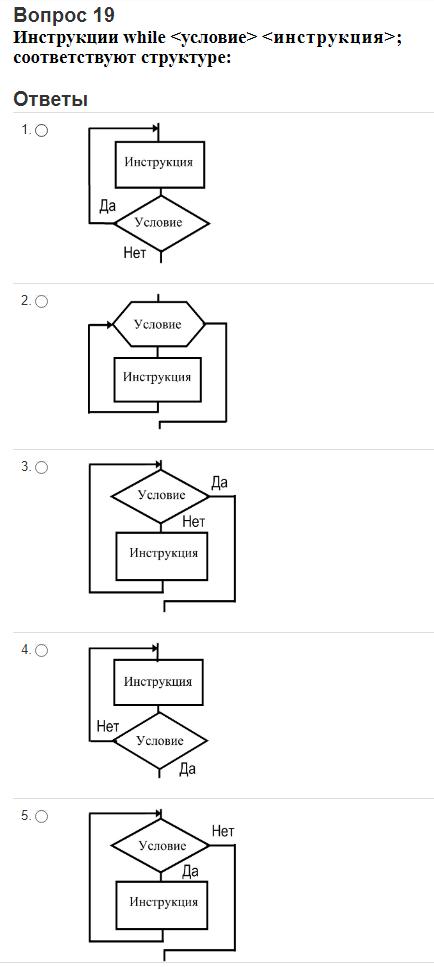 Вопрос 19
Инструкции while <условие> <инструкция>;
соответствуют структуре:
Ответы
1.
Инструкция
Да
Условие
Нет
2.
Условие
Инструкция
3.
Да
Условие
Нет
Инструкция
4.
Инструкция
Нет
Условие
Да
5.
Нет
Условие
Да
Инструкция